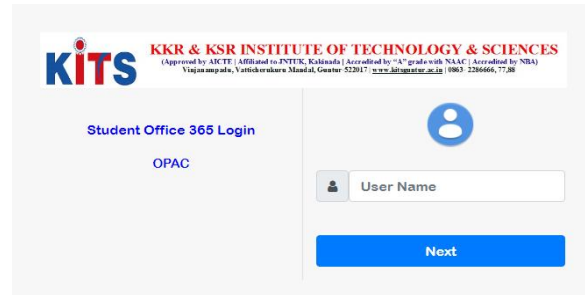 KITS
KKR & KSR INSTITUTE OF TECHNOLOGY & SCIENCES
(Approved by AICTE | Affiliated to JNTUK, Kakinada | Accredited by "A" grade with NAAC | Accredited by NBA)
Vinjanampadu, Vatticherukuru Mandal, Guntur-522017 | www.kitsguntur.ac.in | 0863- 2286666, 77,88
Student Office 365 Login
OPAC
User Name
Next